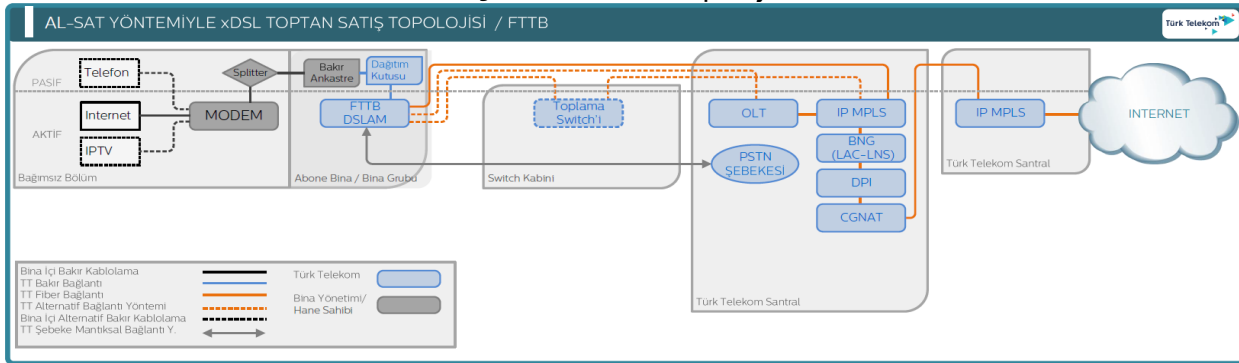 AL-SAT YÖNTEMİYLE xDSL TOPTAN SATIŞ TOPOLOJİSİ / FTTB
Türk Telekom
PASİF
AKTİF
Telefon
Internet
IPTV
Splitter
MODEM
Bakır
Ankastre
Dağıtım
Kutusu
FTTB
DSLAM
Toplama
Switch'I
OLT
IP MPLS
BNG
(LAC-LNS)
DPI
CGNAT
PSTN
ŞEBEKESİ
IP MPLS
INTERNET
Bağımsız Bölüm
Abone Bina / Bina Grubu
Switch Kabini
Türk Telekom Santral
Türk Telekom Santral
Bina İçi Bakır Kablolama
TT Bakır Bağlantı
TT Fiber Bağlantı
TT Alternatif Bağlantı Yöntemi
Bina İçi Alternatif Bakır Kablolama
TT Şebeke Mantıksal Bağlantı Y.
Türk Telekom
Bina Yönetimi/
Hane Sahibi